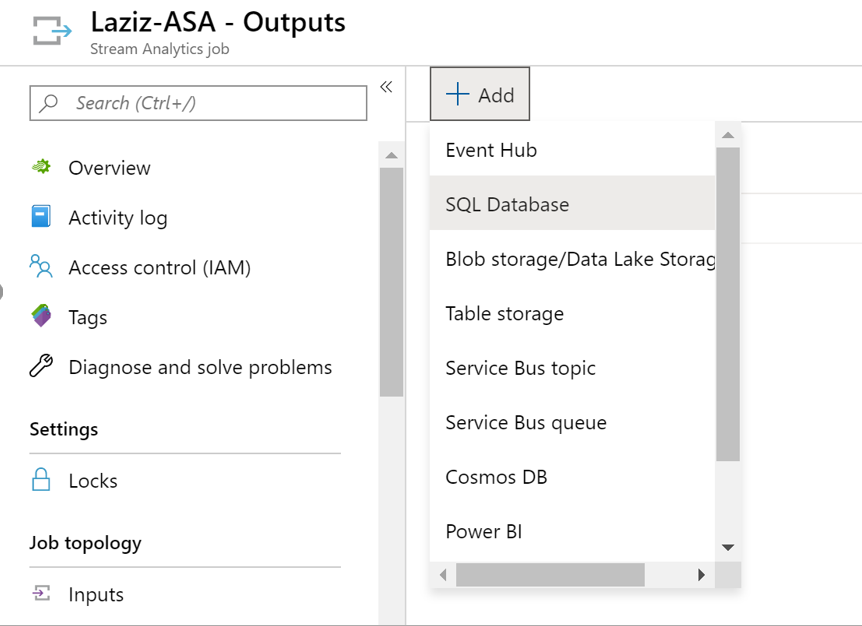 Laziz-ASA - Outputs
Stream Analytics job
Search (Ctrl+/)
Overview
Activity log
Access control (IAM)
Tags
Diagnose and solve problems
Settings
Locks
Job topology
Inputs
Add
Event Hub
SQL Database
Blob storage/Data Lake Storag
Table storage
Service Bus topic
Service Bus queue
Cosmos DB
Power BI